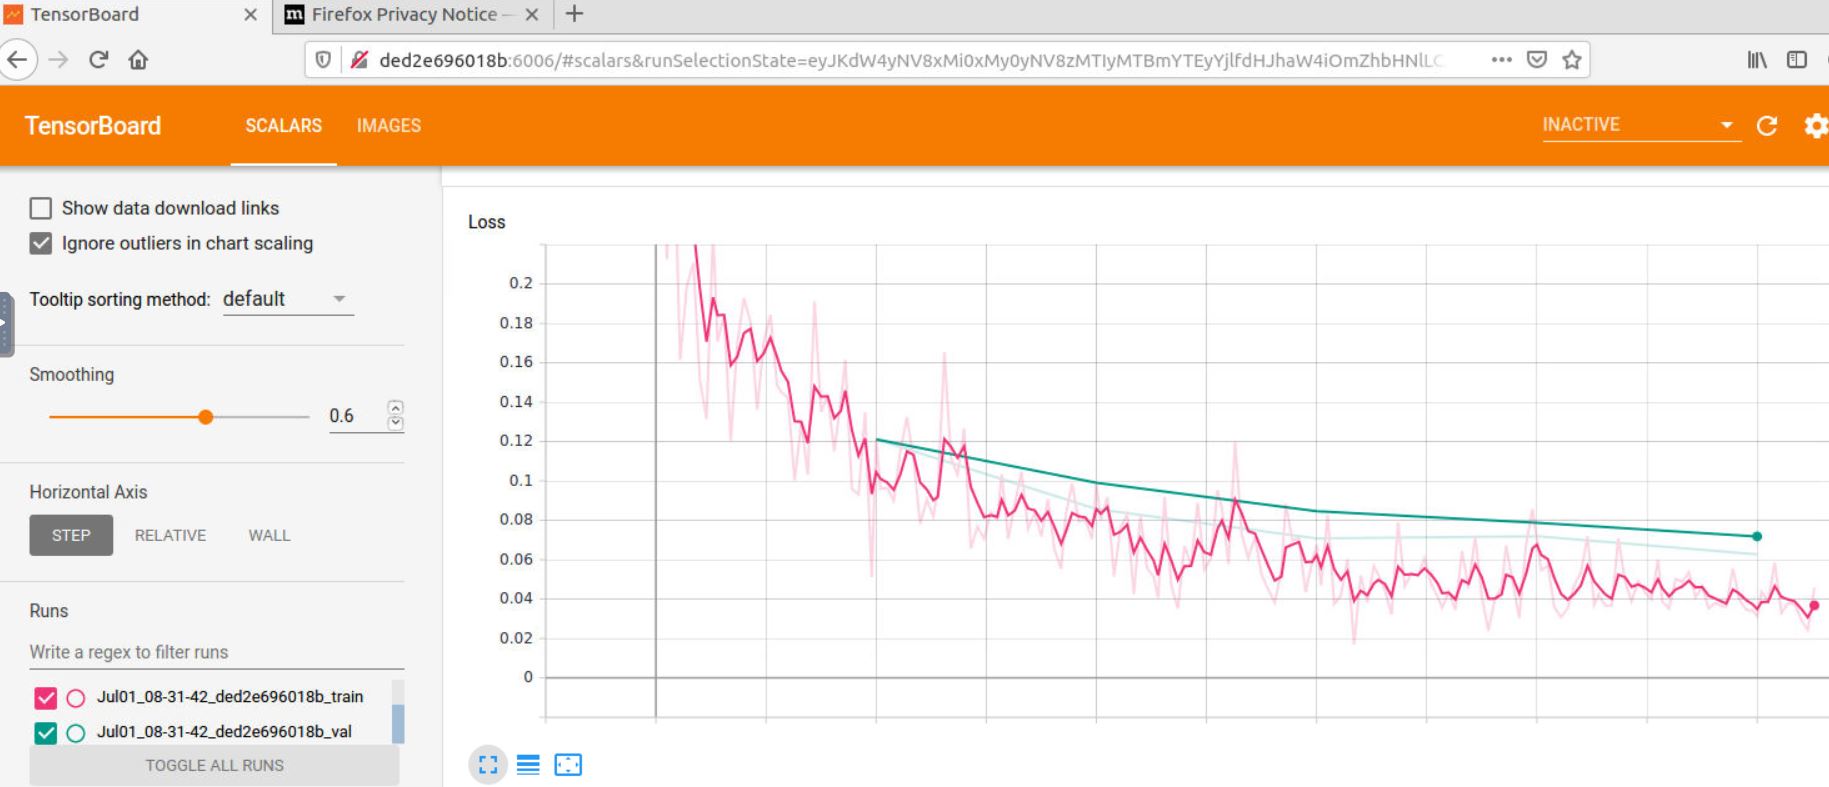 TensorBoard
Firefox Privacy Notice —
ded2e696018b:6006/#scalars&runSelectionState=eyJKdW4yNV8xMi0xMy0yNV8zMTIyMTBmYTEyYjlfdHJhaW4iOmZhbHNlLC
TensorBoard SCALARS IMAGES INACTIVE
Show data download links
Ignore outliers in chart scaling
Tooltip sorting method: default
Smoothing
0.6
Horizontal Axis
STEP RELATIVE WALL
Runs
Write a regex to filter runs
Jul01_08-31-42_ded2e696018b_train
Jul01_08-31-42_ded2e696018b_val
TOGGLE ALL RUNS
Loss
0.2
0.18
0.16
0.14
0.12
0.1
0.08
0.06
0.04
0.02
0